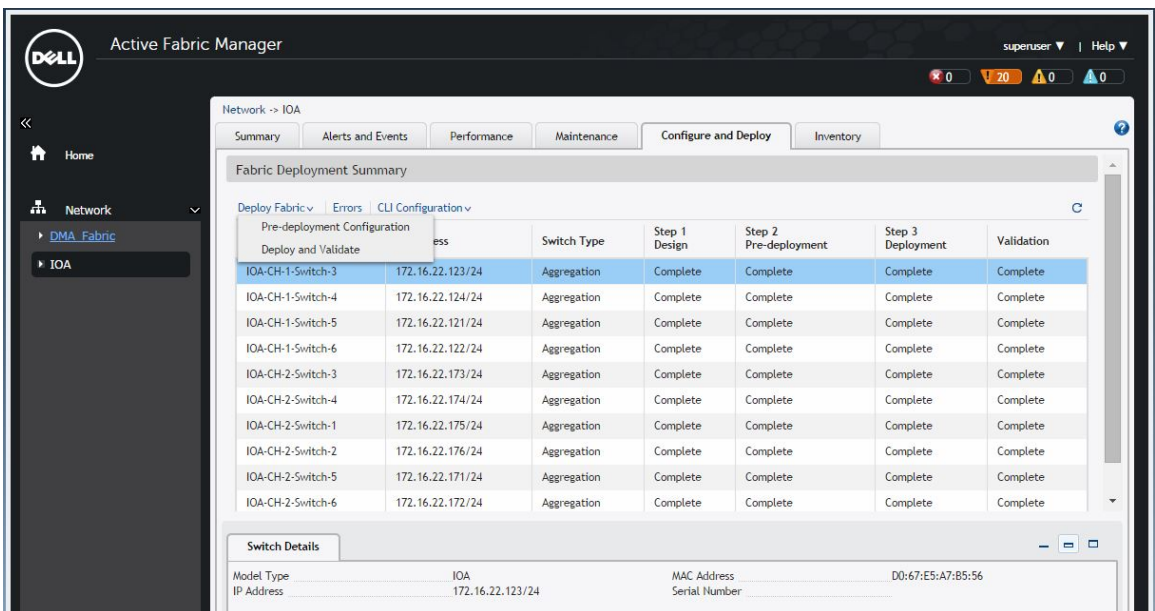 DELL
Active Fabric Manager
superuser ▼ | Help ▼
0 20 0 0
«
Network -> IOA
Summary Alerts and Events Performance Maintenance Configure and Deploy Inventory ?
Home
Fabric Deployment Summary
Network
DMA_Fabric
IOA
Deploy Fabric Errors CLI Configuration
Pre-deployment Configuration
Deploy and Validate
ess Switch Type Step 1 Design Step 2 Pre-deployment Step 3 Deployment Validation
IOA-CH-1-Switch-3 172.16.22.123/24 Aggregation Complete Complete Complete Complete
IOA-CH-1-Switch-4 172.16.22.124/24 Aggregation Complete Complete Complete Complete
IOA-CH-1-Switch-5 172.16.22.121/24 Aggregation Complete Complete Complete Complete
IOA-CH-1-Switch-6 172.16.22.122/24 Aggregation Complete Complete Complete Complete
IOA-CH-2-Switch-3 172.16.22.173/24 Aggregation Complete Complete Complete Complete
IOA-CH-2-Switch-4 172.16.22.174/24 Aggregation Complete Complete Complete Complete
IOA-CH-2-Switch-1 172.16.22.175/24 Aggregation Complete Complete Complete Complete
IOA-CH-2-Switch-2 172.16.22.176/24 Aggregation Complete Complete Complete Complete
IOA-CH-2-Switch-5 172.16.22.171/24 Aggregation Complete Complete Complete Complete
IOA-CH-2-Switch-6 172.16.22.172/24 Aggregation Complete Complete Complete Complete
Switch Details
Model Type IOA MAC Address D0:67:E5:A7:B5:56
IP Address 172.16.22.123/24 Serial Number